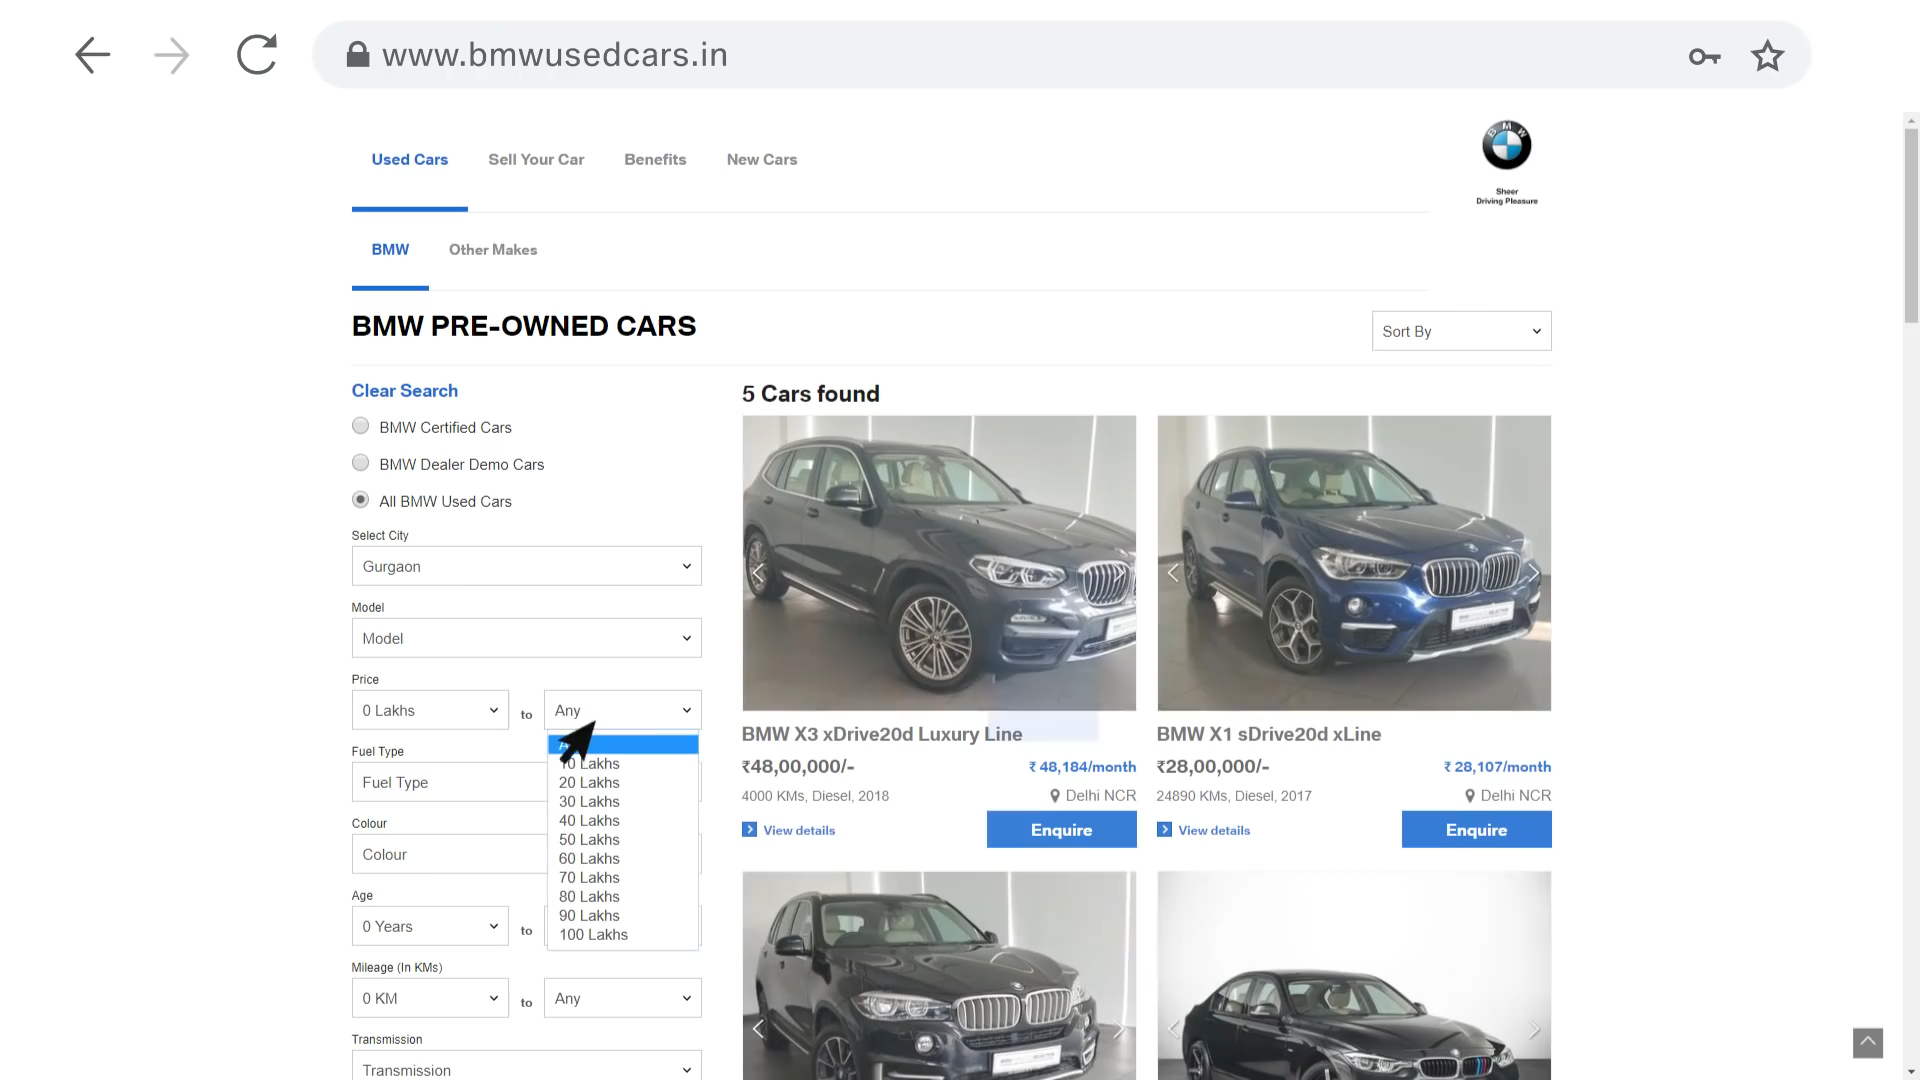 www.bmwusedcars.in
Used Cars Sell Your Car Benefits New Cars
BMW
Sheer
Driving Pleasure
BMW Other Makes
BMW PRE-OWNED CARS
Sort By
Clear Search
5 Cars found
BMW Certified Cars
BMW Dealer Demo Cars
All BMW Used Cars
Select City
Gurgaon
Model
Model
Price
0 Lakhs to Any
10 Lakhs
20 Lakhs
30 Lakhs
40 Lakhs
50 Lakhs
60 Lakhs
70 Lakhs
80 Lakhs
90 Lakhs
100 Lakhs
Fuel Type
Fuel Type
Colour
Colour
Age
0 Years to
Mileage (In KMs)
0 KM to Any
Transmission
Transmission
BMW X3 xDrive20d Luxury Line
₹48,00,000/- ₹ 48,184/month
4000 KMs, Diesel, 2018 Delhi NCR
View details Enquire
BMW X1 sDrive20d xLine
₹28,00,000/- ₹ 28,107/month
24890 KMs, Diesel, 2017 Delhi NCR
View details Enquire